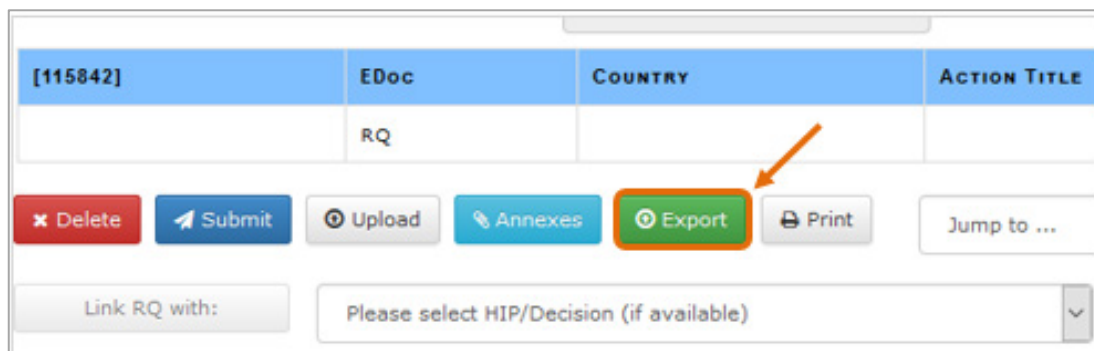 [115842] EDoc Country Action Title
RQ
Delete Submit Upload Annexes Export Print Jump to ...
Link RQ with: Please select HIP/Decision (if available)